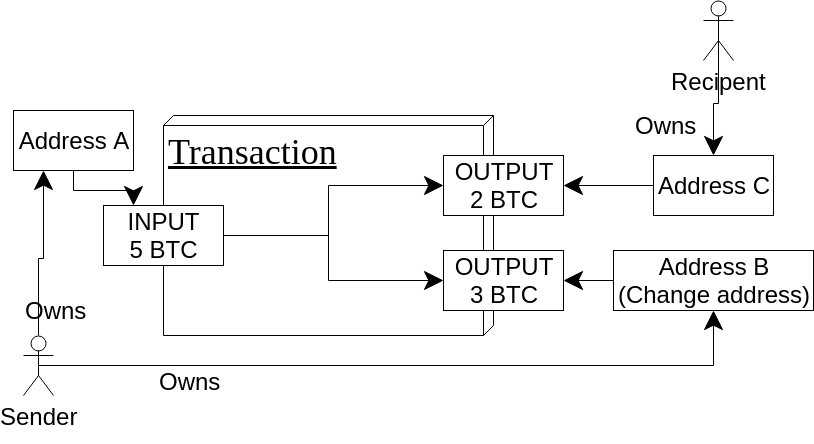 Recipent
Owns
Address A
Transaction
INPUT
5 BTC
OUTPUT
2 BTC
Address C
OUTPUT
3 BTC
Address B
(Change address)
Owns
Owns
Sender